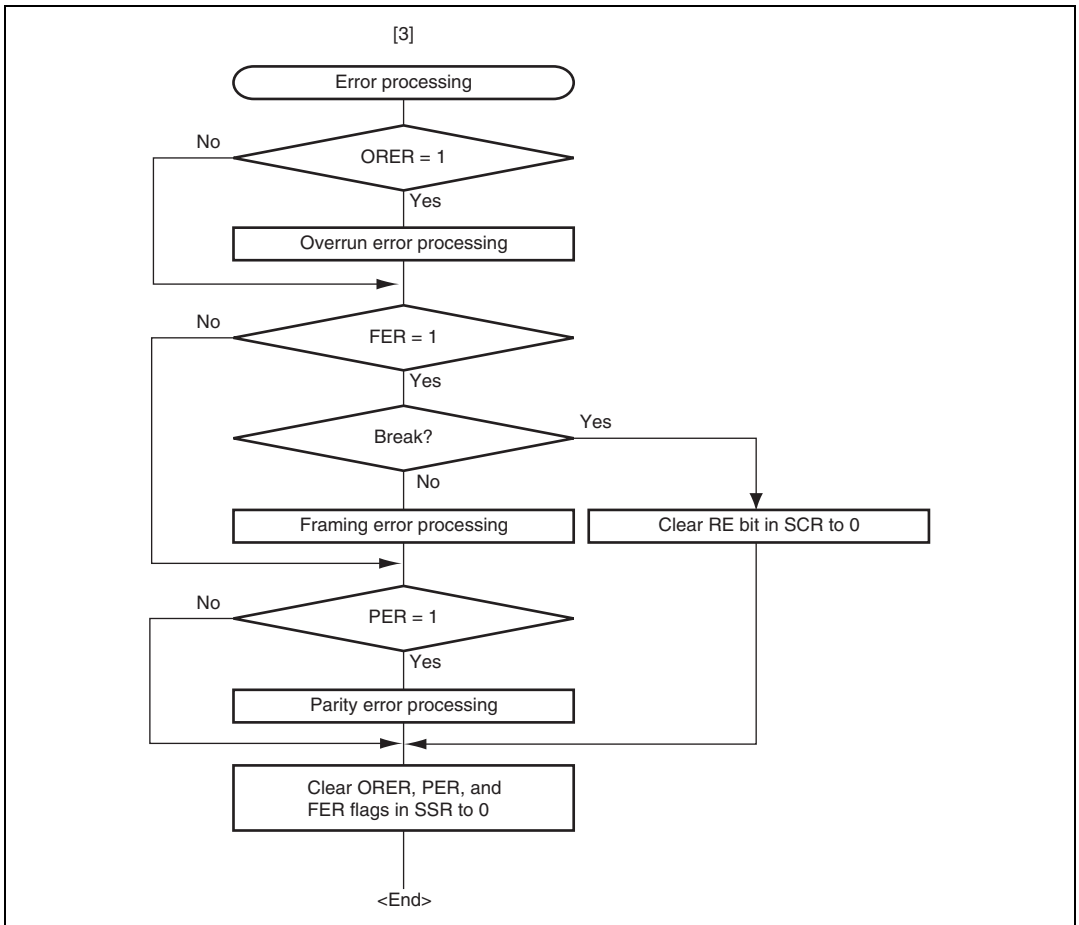 [3]
Error processing
No
ORER = 1
Yes
Overrun error processing
No
FER = 1
Yes
Break?
Yes
No
Framing error processing
Clear RE bit in SCR to 0
No
PER = 1
Yes
Parity error processing
Clear ORER, PER, and
FER flags in SSR to 0
<End>